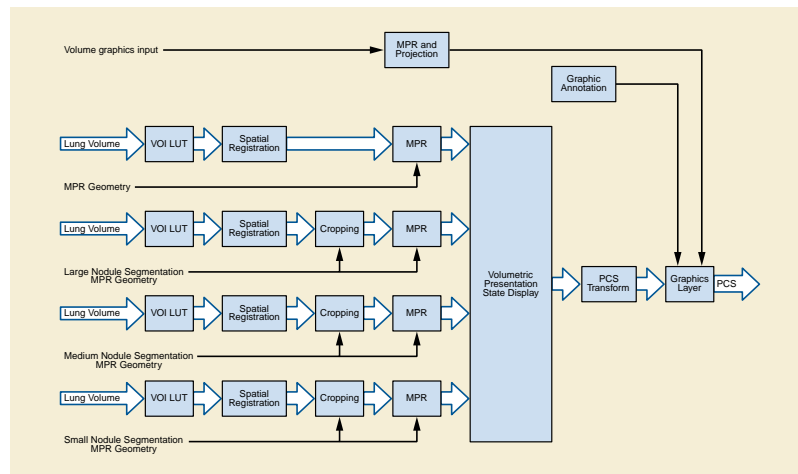 Volume graphics input
MPR and
Projection
Graphic
Annotation
Lung Volume
VOI LUT
Spatial
Registration
MPR
MPR Geometry
Lung Volume
VOI LUT
Spatial
Registration
Cropping
MPR
Large Nodule Segmentation
MPR Geometry
Volumetric
Presentation
State Display
PCS
Transform
Graphics
Layer
PCS
Lung Volume
VOI LUT
Spatial
Registration
Cropping
MPR
Medium Nodule Segmentation
MPR Geometry
Lung Volume
VOI LUT
Spatial
Registration
Cropping
MPR
Small Nodule Segmentation
MPR Geometry